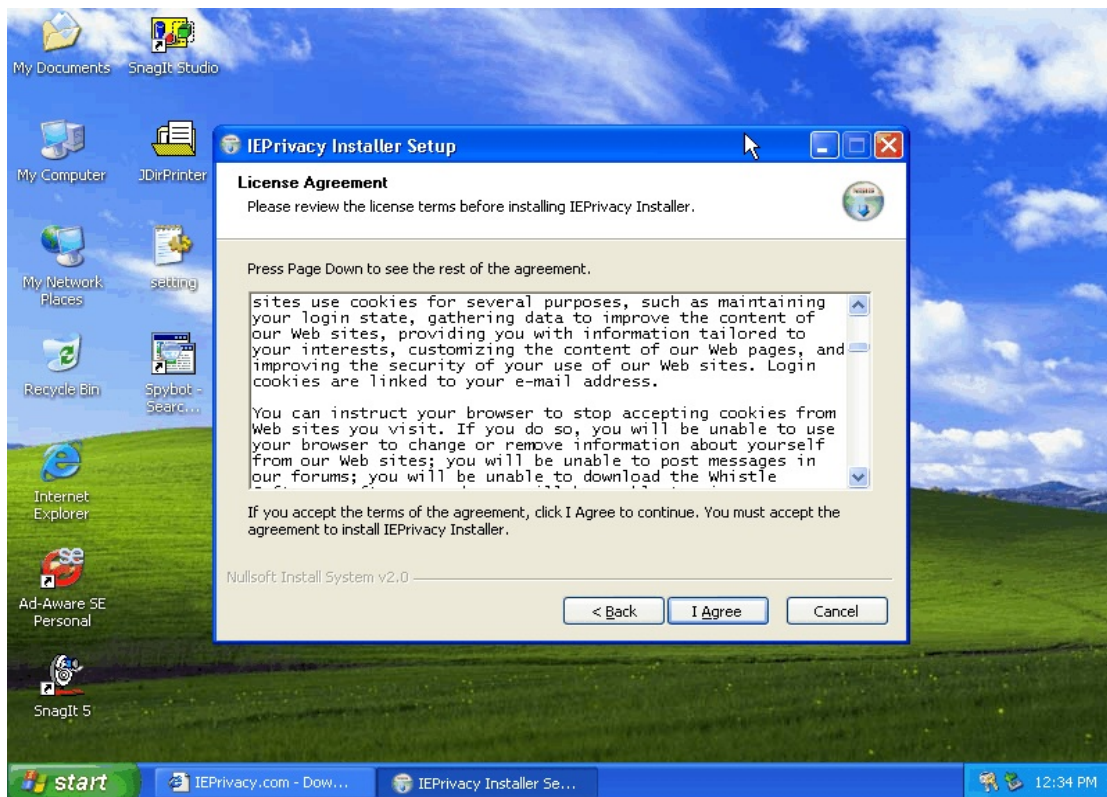 My Documents
SnagIt Studio
My Computer
JDirPrinter
My Network
Places
setting
Recycle Bin
Spybot -
Searc...
Internet
Explorer
Ad-Aware SE
Personal
SnagIt 5
IEPrivacy Installer Setup
License Agreement
Please review the license terms before installing IEPrivacy Installer.
Press Page Down to see the rest of the agreement.
sites use cookies for several purposes, such as maintaining
your login state, gathering data to improve the content of
our Web sites, providing you with information tailored to
your interests, customizing the content of our Web pages, and
improving the security of your use of our Web sites. Login
cookies are linked to your e-mail address.
You can instruct your browser to stop accepting cookies from
Web sites you visit. If you do so, you will be unable to use
your browser to change or remove information about yourself
from our Web sites; you will be unable to post messages in
our forums; you will be unable to download the Whistle
If you accept the terms of the agreement, click I Agree to continue. You must accept the
agreement to install IEPrivacy Installer.
Nullsoft Install System v2.0
< Back
I Agree
Cancel
start
IEPrivacy.com - Dow...
IEPrivacy Installer Se...
12:34 PM